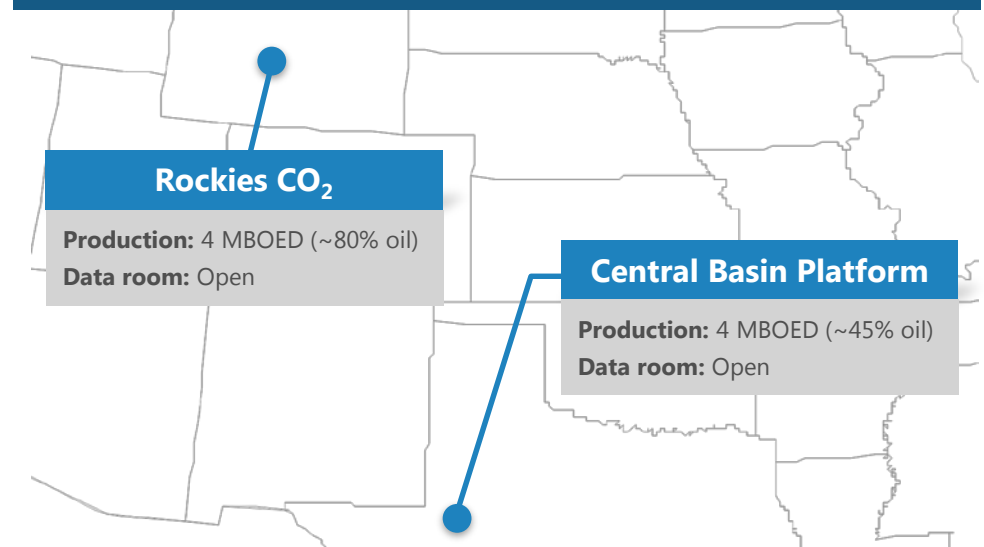 Rockies CO₂
Production: 4 MBOED (~80% oil)
Data room: Open
Central Basin Platform
Production: 4 MBOED (~45% oil)
Data room: Open